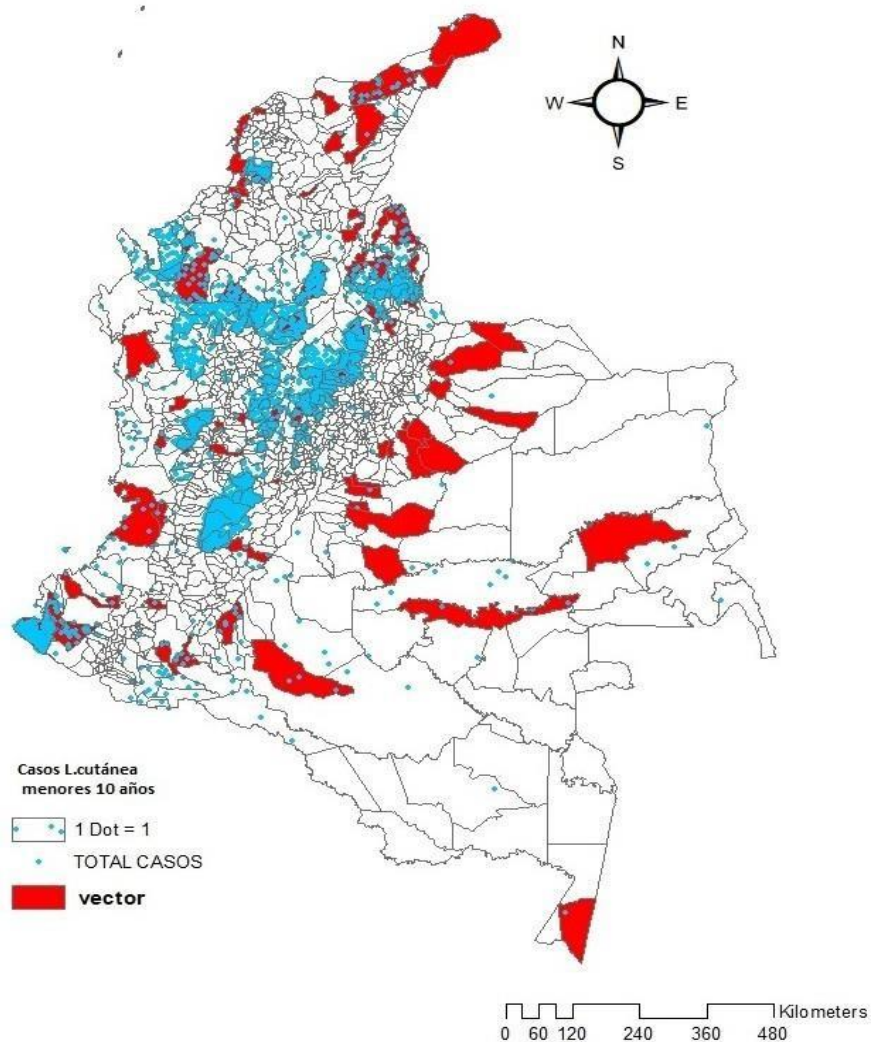 N
W E
S
Casos L.cutánea
menores 10 años
1 Dot = 1
TOTAL CASOS
vector
Kilometers
0 60 120 240 360 480